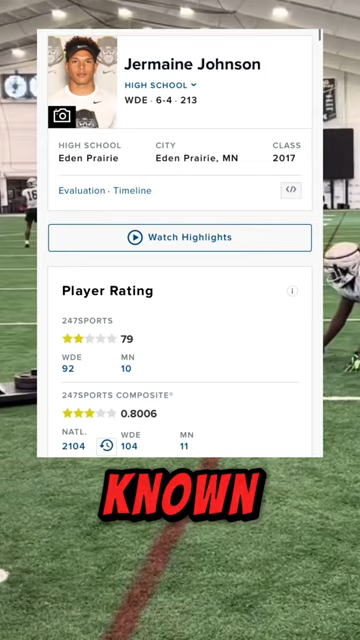 Jermaine Johnson
HIGH SCHOOL
WDE · 6-4 · 213
HIGH SCHOOL CITY CLASS
Eden Prairie Eden Prairie, MN 2017
Evaluation · Timeline
</>
Watch Highlights
Player Rating
247SPORTS
79
WDE MN
92 10
247SPORTS COMPOSITE®
0.8006
NATL. WDE MN
2104 104 11
KNOWN
16